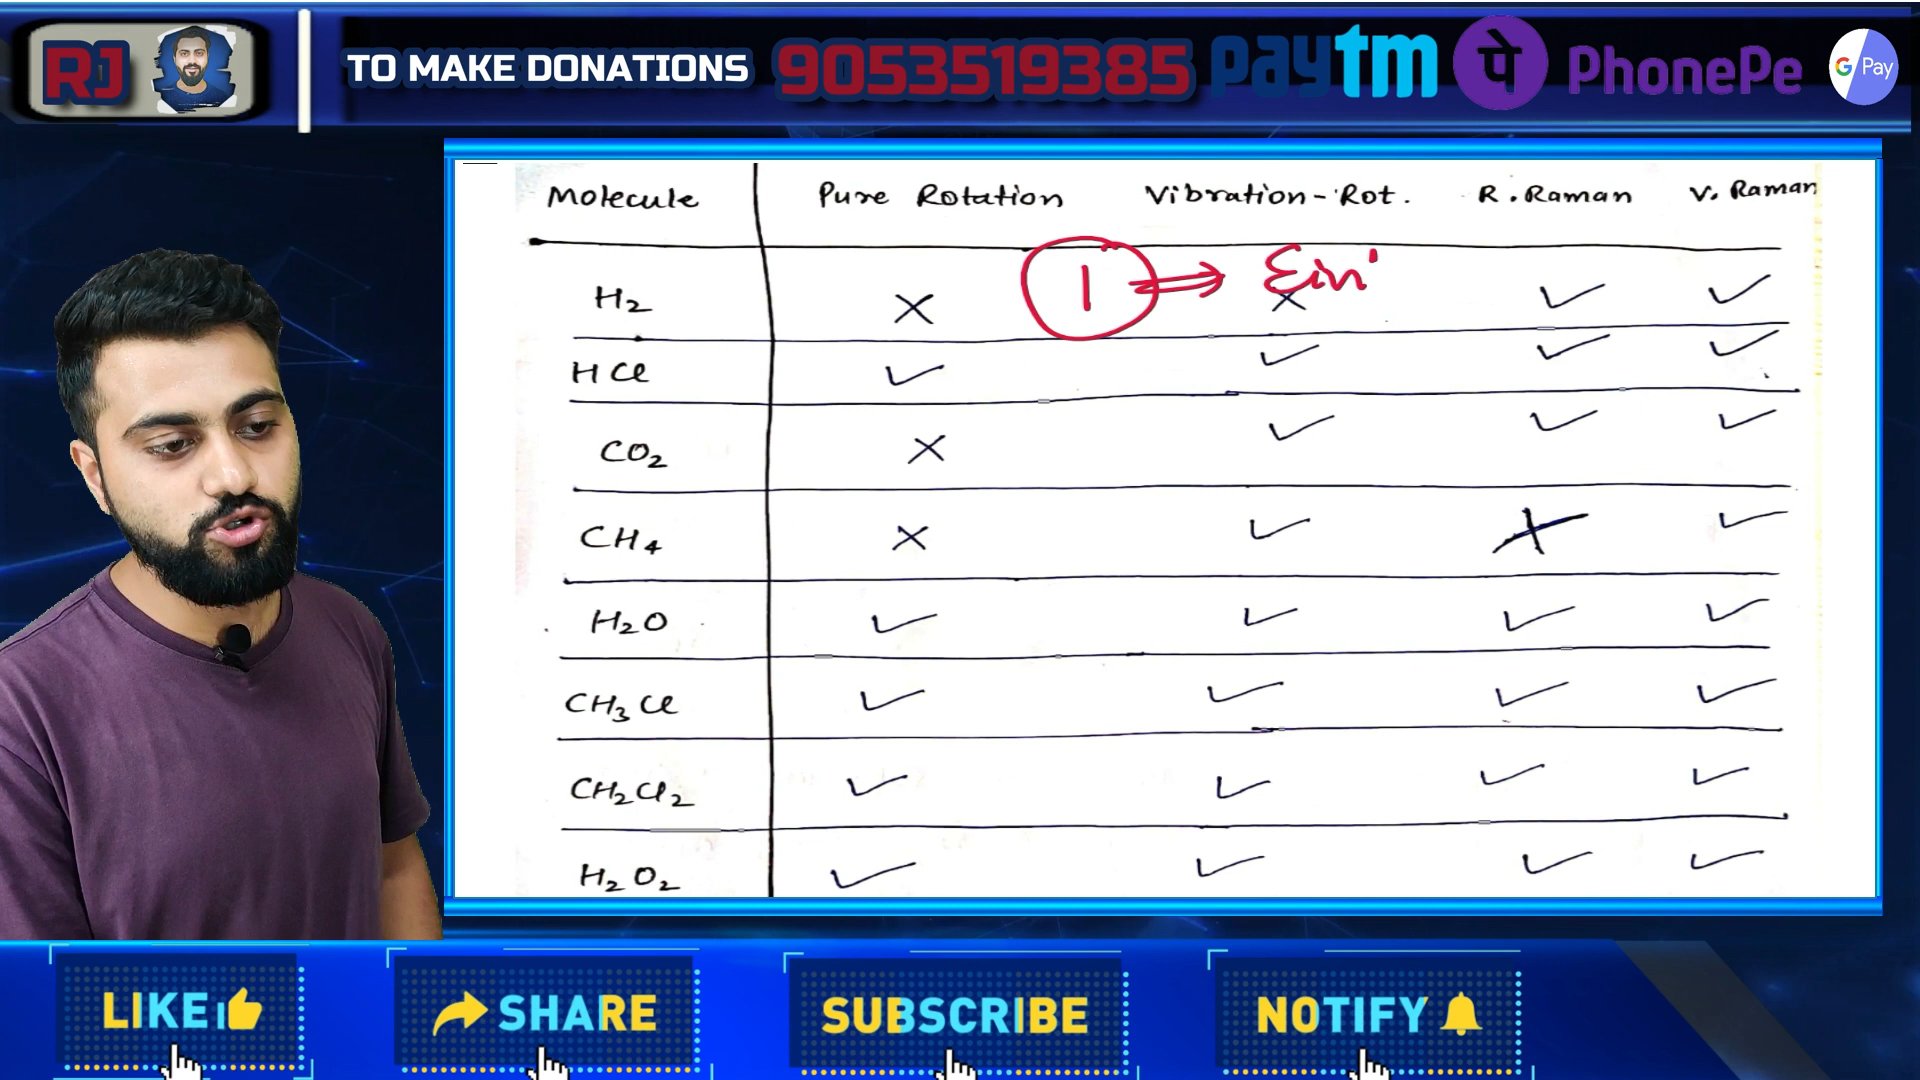 RJ TO MAKE DONATIONS 9053519385 paytm पे PhonePe G Pay
Molecule Pure Rotation Vibration-Rot. R.Raman V. Raman
1 ⇒
H₂ × × ✓ ✓
HCl ✓ ✓ ✓ ✓
CO₂ × ✓ ✓ ✓
CH₄ × ✓ × ✓
H₂O ✓ ✓ ✓ ✓
CH₃Cl ✓ ✓ ✓ ✓
CH₂Cl₂ ✓ ✓ ✓ ✓
H₂O₂ ✓ ✓ ✓ ✓
LIKE SHARE SUBSCRIBE NOTIFY